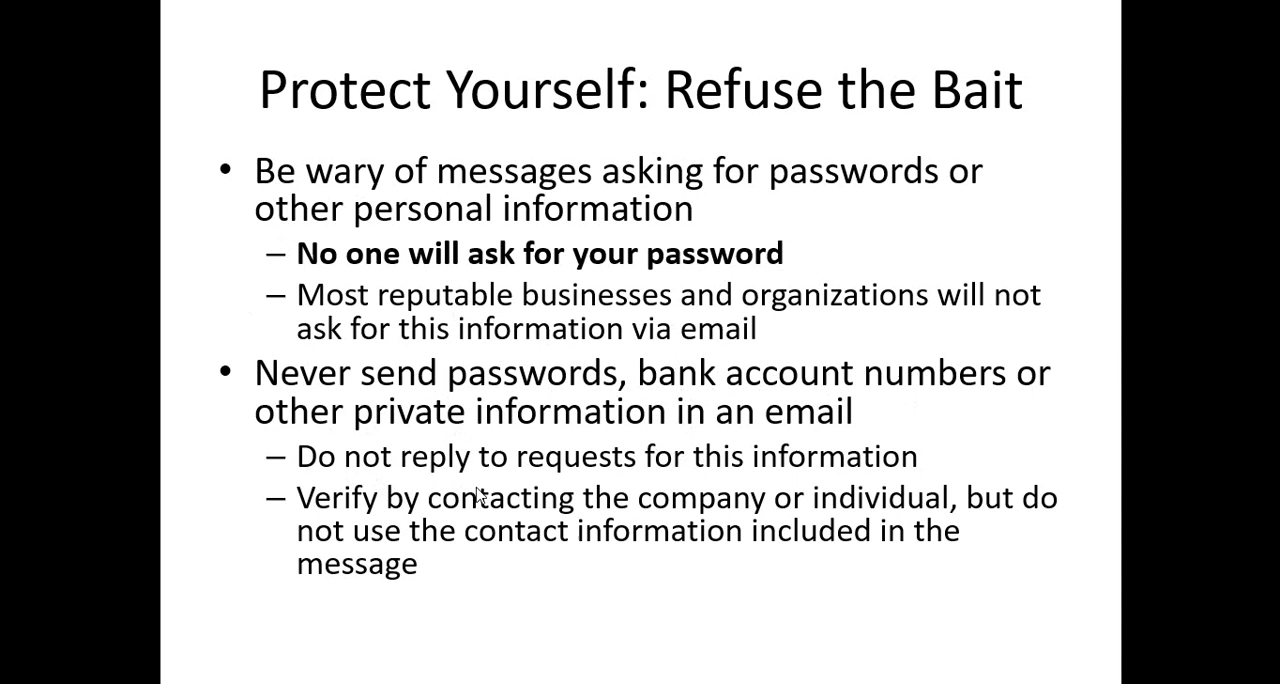 Protect Yourself: Refuse the Bait
• Be wary of messages asking for passwords or
other personal information
– No one will ask for your password
– Most reputable businesses and organizations will not
ask for this information via email
• Never send passwords, bank account numbers or
other private information in an email
– Do not reply to requests for this information
– Verify by contacting the company or individual, but do
not use the contact information included in the
message